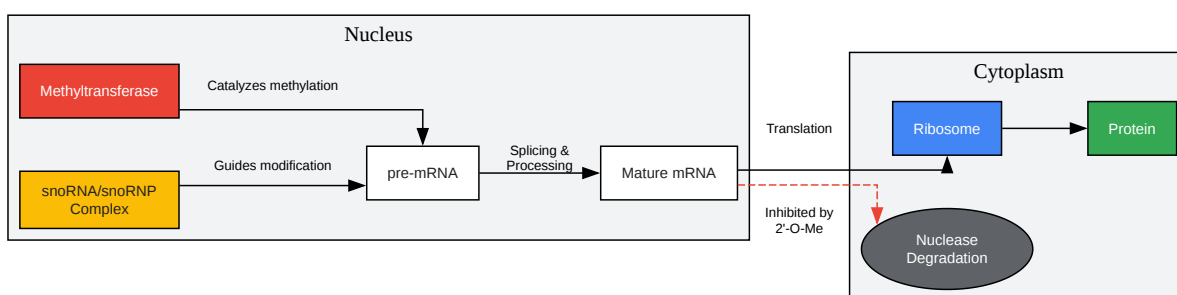 Nucleus
Methyltransferase
Catalyzes methylation
snoRNA/snoRNP
Complex
Guides modification
pre-mRNA
Splicing &
Processing
Mature mRNA
Translation
Inhibited by
2'-O-Me
Cytoplasm
Ribosome
Protein
Nuclease
Degradation